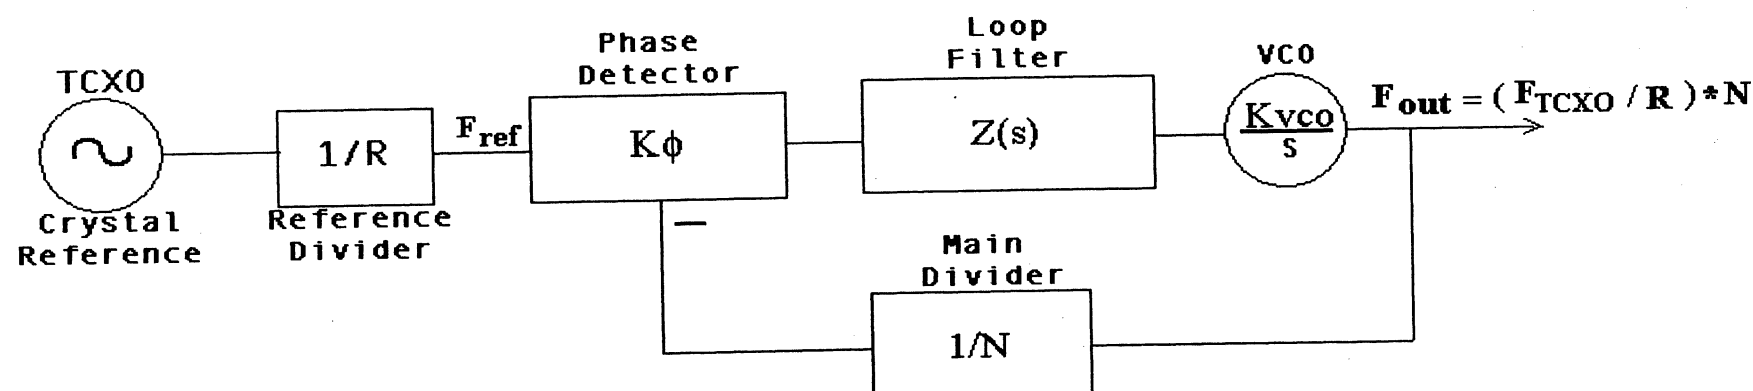 TCXO
1/R
Crystal
Reference
Reference
Divider
Fref
Phase
Detector
Kϕ
Loop
Filter
Z(s)
VCO
Kvco
S
Fout = ( FTCXO / R )*N
Main
Divider
1/N